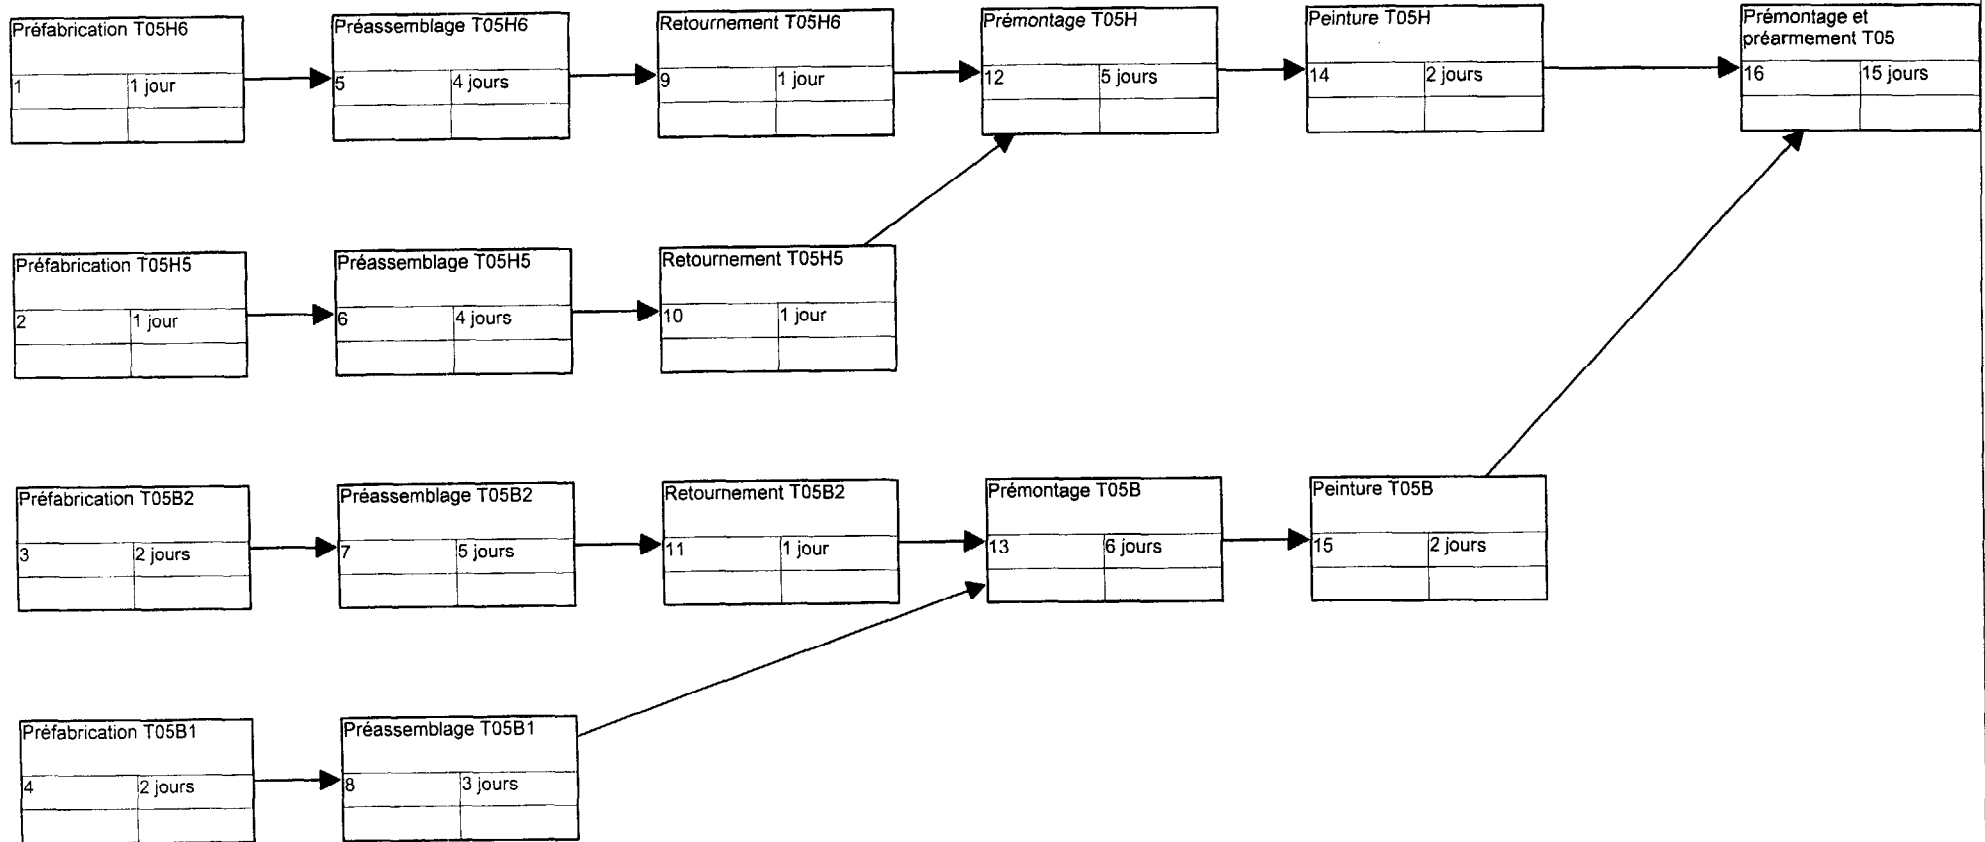 Préfabrication T05H6
1 1 jour
Préassemblage T05H6
5 4 jours
Retournement T05H6
9 1 jour
Prémontage T05H
12 5 jours
Peinture T05H
14 2 jours
Prémontage et
préarmement T05
16 15 jours
Préfabrication T05H5
2 1 jour
Préassemblage T05H5
6 4 jours
Retournement T05H5
10 1 jour
Préfabrication T05B2
3 2 jours
Préassemblage T05B2
7 5 jours
Retournement T05B2
11 1 jour
Prémontage T05B
13 6 jours
Peinture T05B
15 2 jours
Préfabrication T05B1
4 2 jours
Préassemblage T05B1
8 3 jours